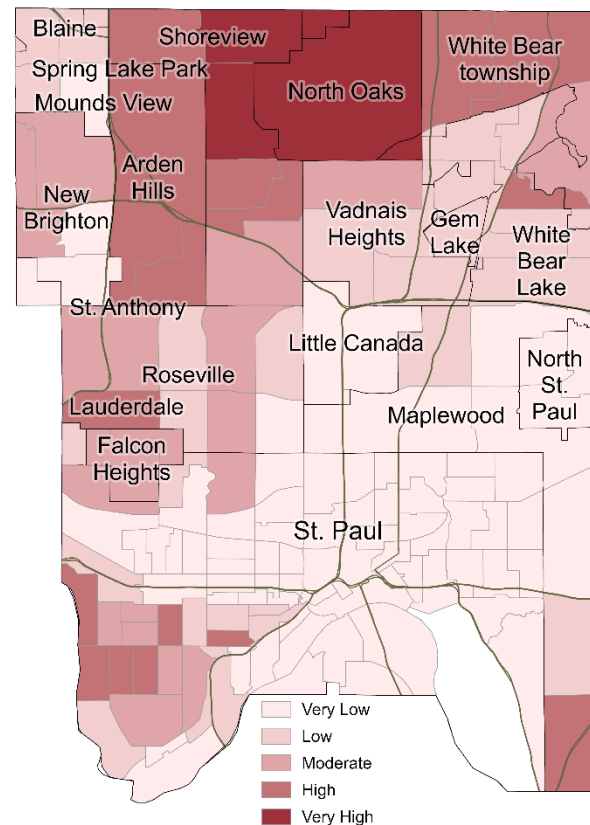 Blaine
Shoreview
White Bear
township
Spring Lake Park
North Oaks
Mounds View
Arden
Hills
New
Brighton
Vadnais
Heights
Gem
Lake
White
Bear
Lake
St. Anthony
Little Canada
North
St.
Paul
Roseville
Lauderdale
Maplewood
Falcon
Heights
St. Paul
Very Low
Low
Moderate
High
Very High